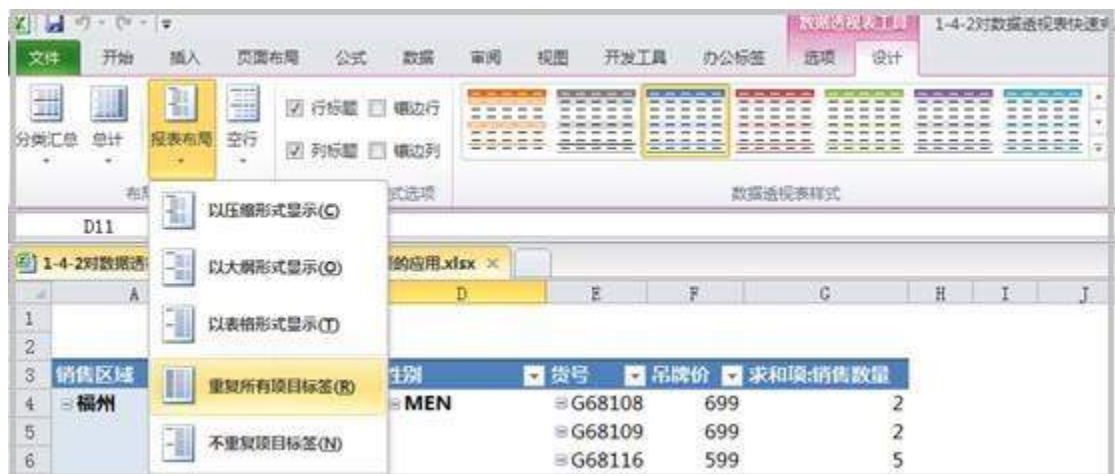 1-4-2对数据透视表快速
文件 开始 插入 页面布局 公式 数据 审阅 视图 开发工具 办公标签 选项 设计
分类汇总 总计 报表布局 空行
行标题 镶边行
列标题 镶边列
数据透视表样式
以压缩形式显示(C)
以大纲形式显示(O)
以表格形式显示(T)
重复所有项目标签(R)
不重复项目标签(N)
D11
1-4-2对数据透 的应用.xlsx
A D E F G H I J
1
2
3 销售区域 性别 货号 吊牌价 求和项:销售数量
4 福州 MEN G68108 699 2
5 G68109 699 2
6 G68116 599 5